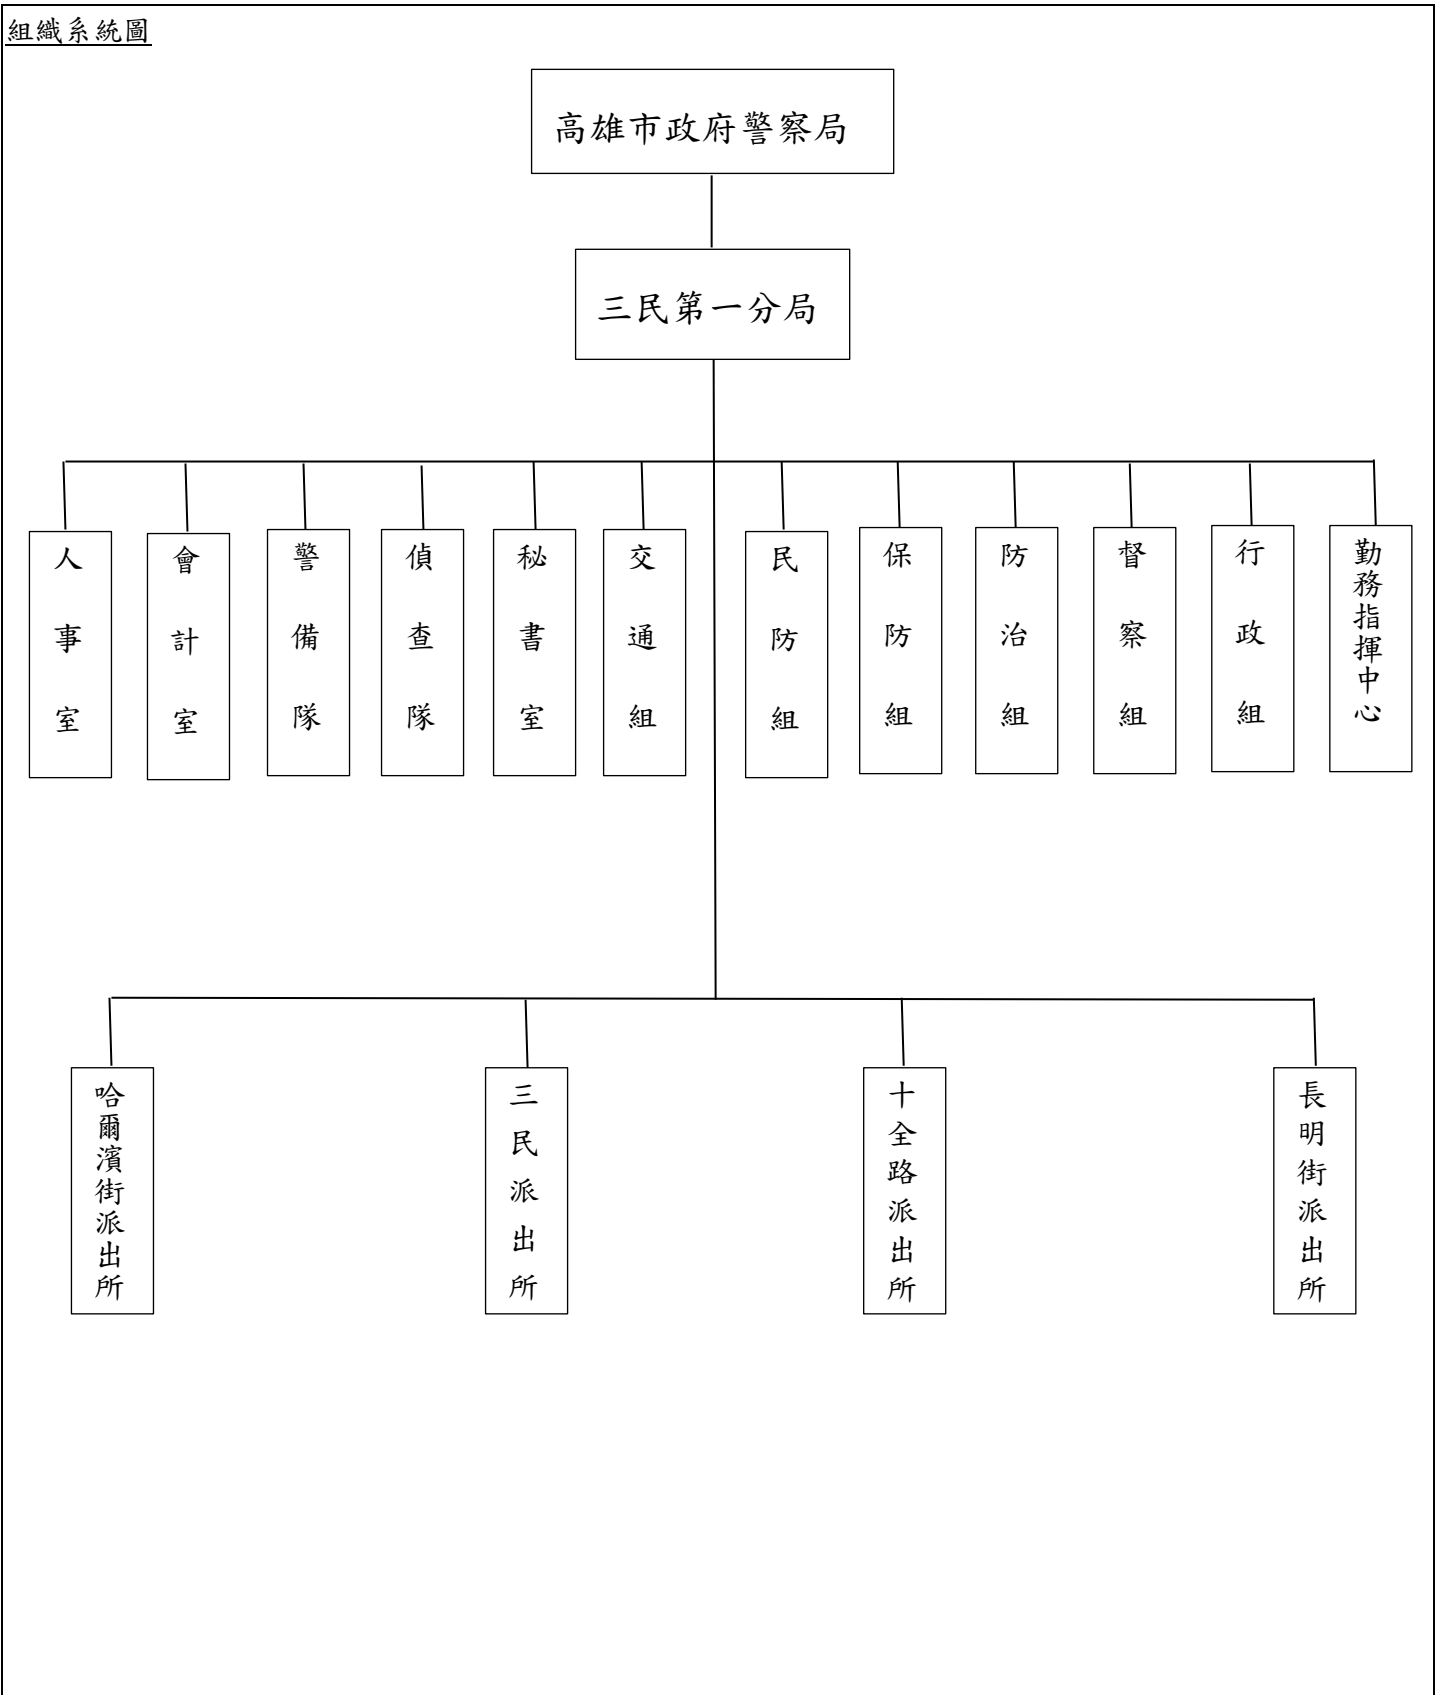 組織系統圖
高雄市政府警察局
三民第一分局
人事室
會計室
警備隊
偵查隊
秘書室
交通組
民防組
保防組
防治組
督察組
行政組
勤務指揮中心
哈爾濱街派出所
三民派出所
十全路派出所
長明街派出所